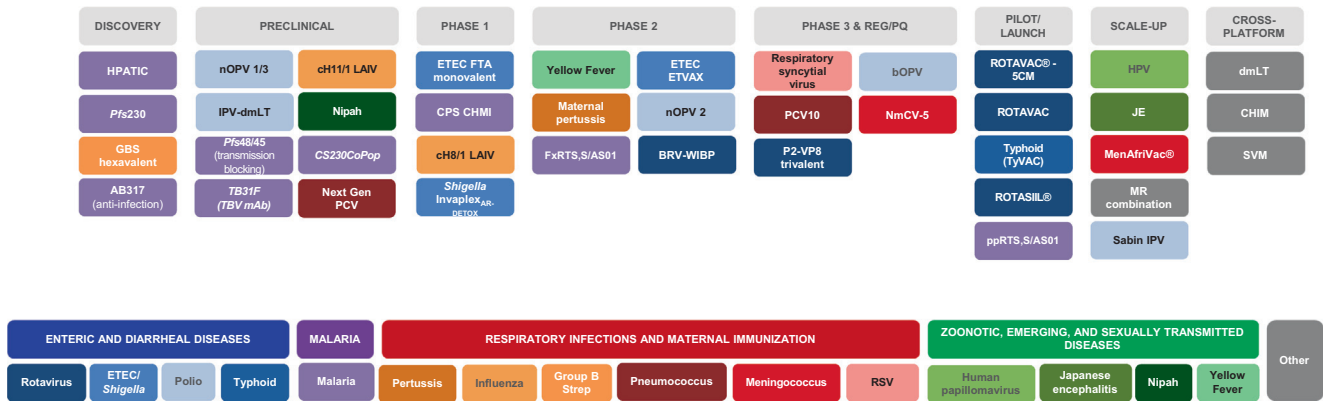 DISCOVERY
PRECLINICAL
PHASE 1
PHASE 2
PHASE 3 & REG/PQ
PILOT/
LAUNCH
SCALE-UP
CROSS-
PLATFORM
HPATIC
Pfs230
GBS
hexavalent
AB317
(anti-infection)
nOPV 1/3
cH11/1 LAIV
IPV-dmLT
Nipah
Pfs48/45
(transmission
blocking)
CS230CoPop
TB31F
(TBV mAb)
Next Gen
PCV
ETEC FTA
monovalent
CPS CHMI
cH8/1 LAIV
Shigella
InvaplexAR-
DETOX
Yellow Fever
ETEC
ETVAX
Maternal
pertussis
nOPV 2
FxRTS,S/AS01
BRV-WIBP
Respiratory
syncytial
virus
bOPV
PCV10
NmCV-5
P2-VP8
trivalent
ROTAVAC® -
5CM
ROTAVAC
Typhoid
(TyVAC)
ROTASIIL®
ppRTS,S/AS01
HPV
JE
MenAfriVac®
MR
combination
Sabin IPV
dmLT
CHIM
SVM
ENTERIC AND DIARRHEAL DISEASES
MALARIA
RESPIRATORY INFECTIONS AND MATERNAL IMMUNIZATION
ZOONOTIC, EMERGING, AND SEXUALLY TRANSMITTED
DISEASES
Other
Rotavirus
ETEC/
Shigella
Polio
Typhoid
Malaria
Pertussis
Influenza
Group B
Strep
Pneumococcus
Meningococcus
RSV
Human
papillomavirus
Japanese
encephalitis
Nipah
Yellow
Fever